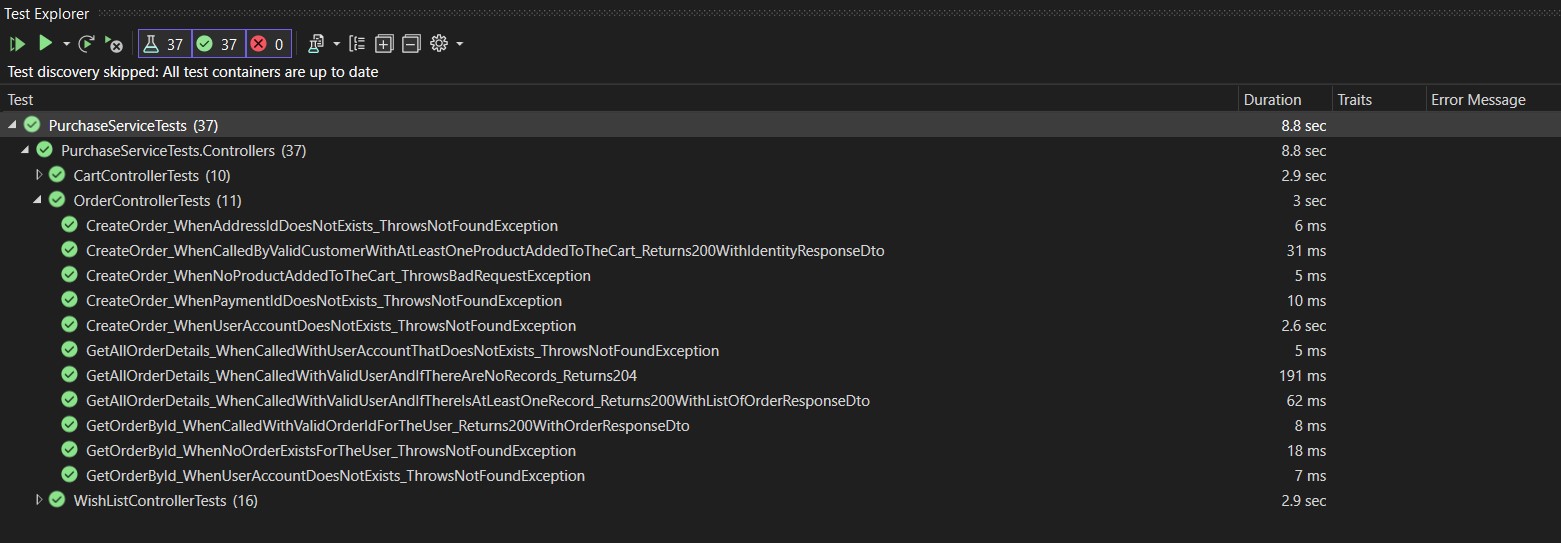 Test Explorer
37 37 0
Test discovery skipped: All test containers are up to date
Test Duration Traits Error Message
PurchaseServiceTests (37) 8.8 sec
PurchaseServiceTests.Controllers (37) 8.8 sec
CartControllerTests (10) 2.9 sec
OrderControllerTests (11) 3 sec
CreateOrder_WhenAddressIdDoesNotExists_ThrowsNotFoundException 6 ms
CreateOrder_WhenCalledByValidCustomerWithAtLeastOneProductAddedToTheCart_Returns200WithIdentityResponseDto 31 ms
CreateOrder_WhenNoProductAddedToTheCart_ThrowsBadRequestException 5 ms
CreateOrder_WhenPaymentIdDoesNotExists_ThrowsNotFoundException 10 ms
CreateOrder_WhenUserAccountDoesNotExists_ThrowsNotFoundException 2.6 sec
GetAllOrderDetails_WhenCalledWithUserAccountThatDoesNotExists_ThrowsNotFoundException 5 ms
GetAllOrderDetails_WhenCalledWithValidUserAndIfThereAreNoRecords_Returns204 191 ms
GetAllOrderDetails_WhenCalledWithValidUserAndIfThereIsAtLeastOneRecord_Returns200WithListOfOrderResponseDto 62 ms
GetOrderById_WhenCalledWithValidOrderIdForTheUser_Returns200WithOrderResponseDto 8 ms
GetOrderById_WhenNoOrderExistsForTheUser_ThrowsNotFoundException 18 ms
GetOrderById_WhenUserAccountDoesNotExists_ThrowsNotFoundException 7 ms
WishListControllerTests (16) 2.9 sec